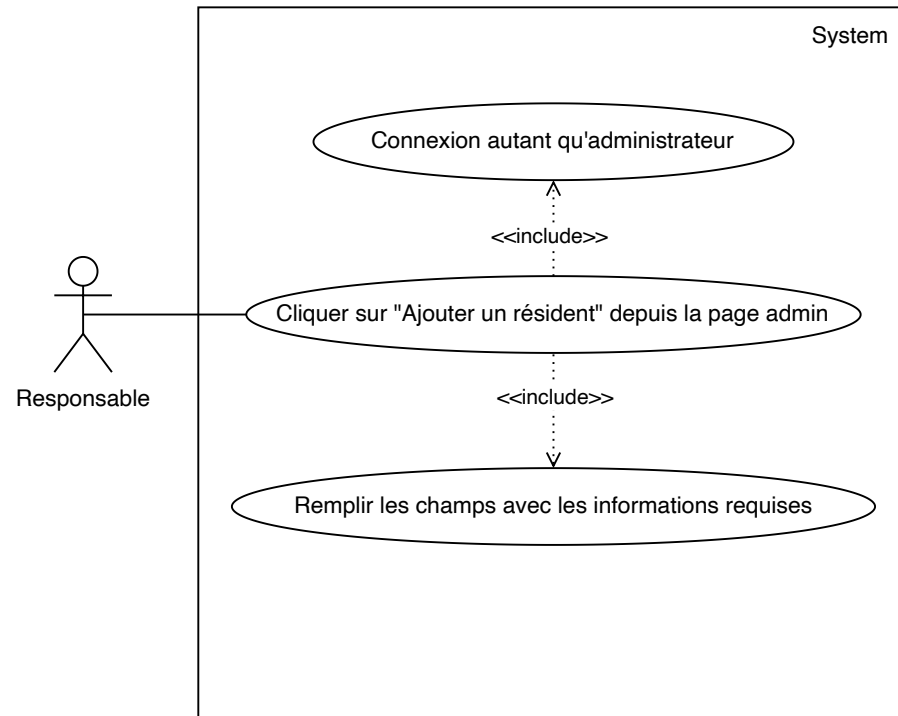 System
Connexion autant qu'administrateur
<<include>>
Cliquer sur "Ajouter un résident" depuis la page admin
Responsable
<<include>>
Remplir les champs avec les informations requises